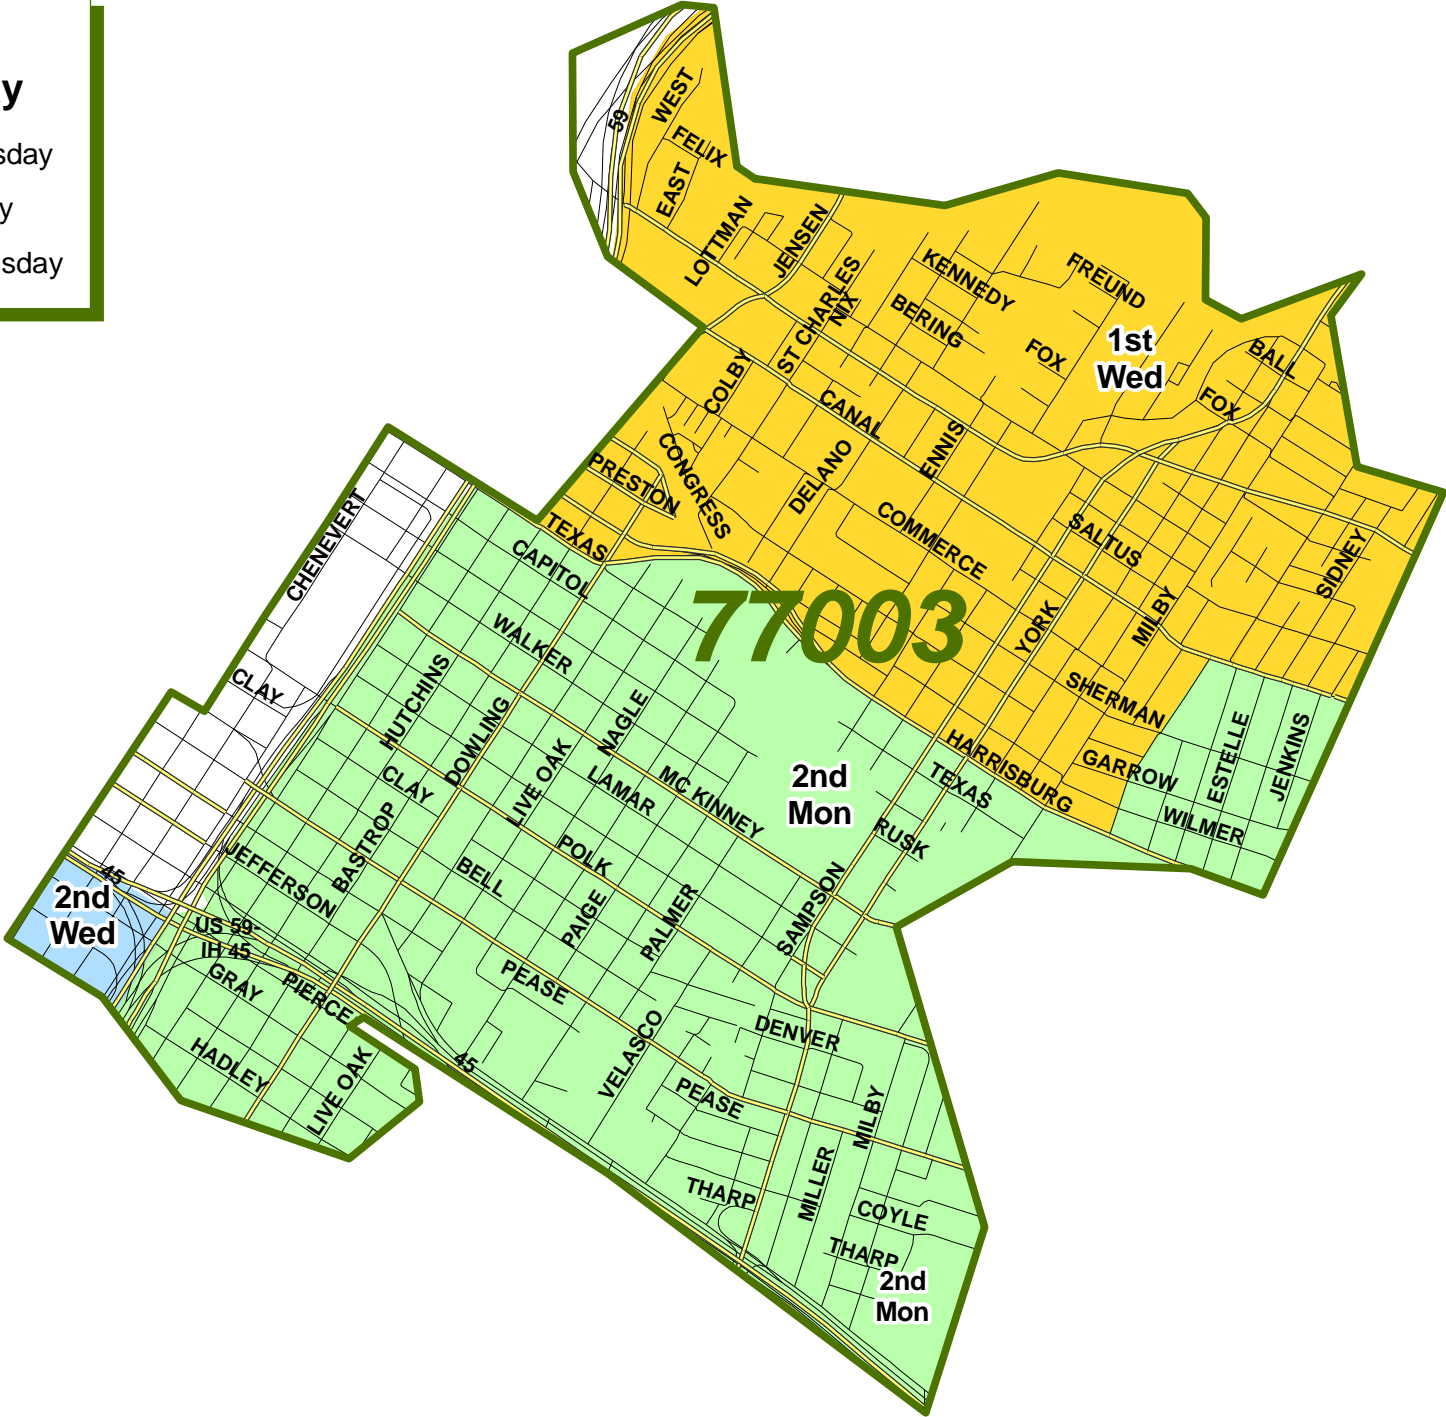 y
sday
y
sday
59
WEST
FELIX
EAST
LOTTMAN
JENSEN
ST CHARLES
NIX
KENNEDY
BERING
FREUND
FOX
1st
Wed
BALL
FOX
COLBY
CANAL
ENNIS
CONGRESS
PRESTON
DELANO
COMMERCE
SALTUS
SIDNEY
TEXAS
CAPITOL
CHENEVERT
77003
YORK
MILBY
WALKER
CLAY
HUTCHINS
DOWLING
NAGLE
SHERMAN
HARRISBURG
GARROW
ESTELLE
JENKINS
WILMER
TEXAS
2nd
Mon
LIVE OAK
LAMAR
MC KINNEY
CLAY
BASTROP
JEFFERSON
BELL
POLK
RUSK
PAIGE
PALMER
SAMPSON
45
2nd
Wed
US 59-
IH 45
GRAY
PIERCE
PEASE
HADLEY
LIVE OAK
45
VELASCO
DENVER
PEASE
MILBY
MILLER
THARP
COYLE
THARP
2nd
Mon